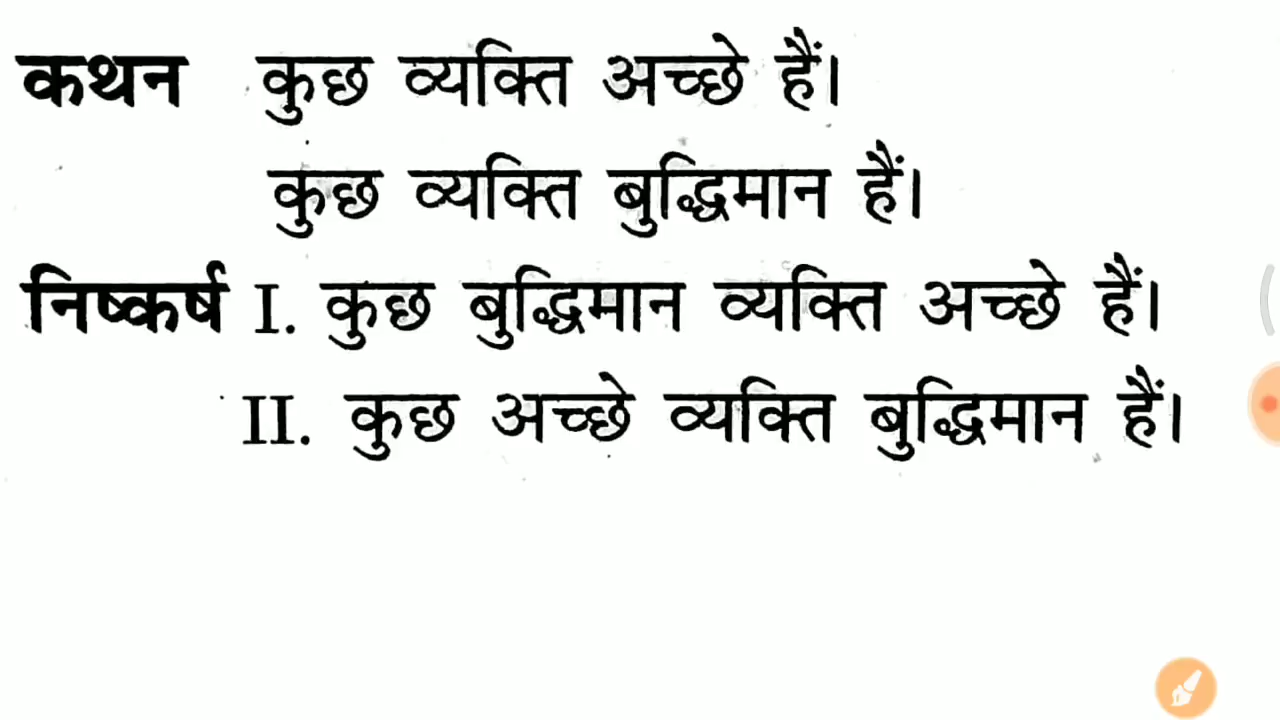 कथन कुछ व्यक्ति अच्छे हैं।
कुछ व्यक्ति बुद्धिमान हैं।
निष्कर्ष I. कुछ बुद्धिमान व्यक्ति अच्छे हैं।
II. कुछ अच्छे व्यक्ति बुद्धिमान हैं।